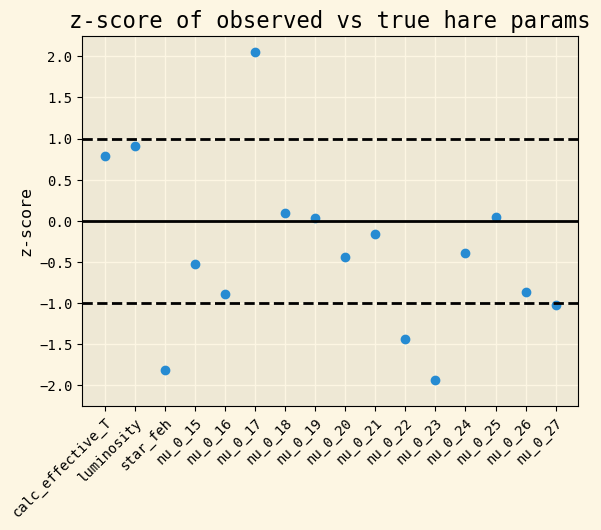 z-score of observed vs true hare params
z-score
2.0
1.5
1.0
0.5
0.0
−0.5
−1.0
−1.5
−2.0
calc_effective_T
luminosity
star_feh
nu_0_15
nu_0_16
nu_0_17
nu_0_18
nu_0_19
nu_0_20
nu_0_21
nu_0_22
nu_0_23
nu_0_24
nu_0_25
nu_0_26
nu_0_27